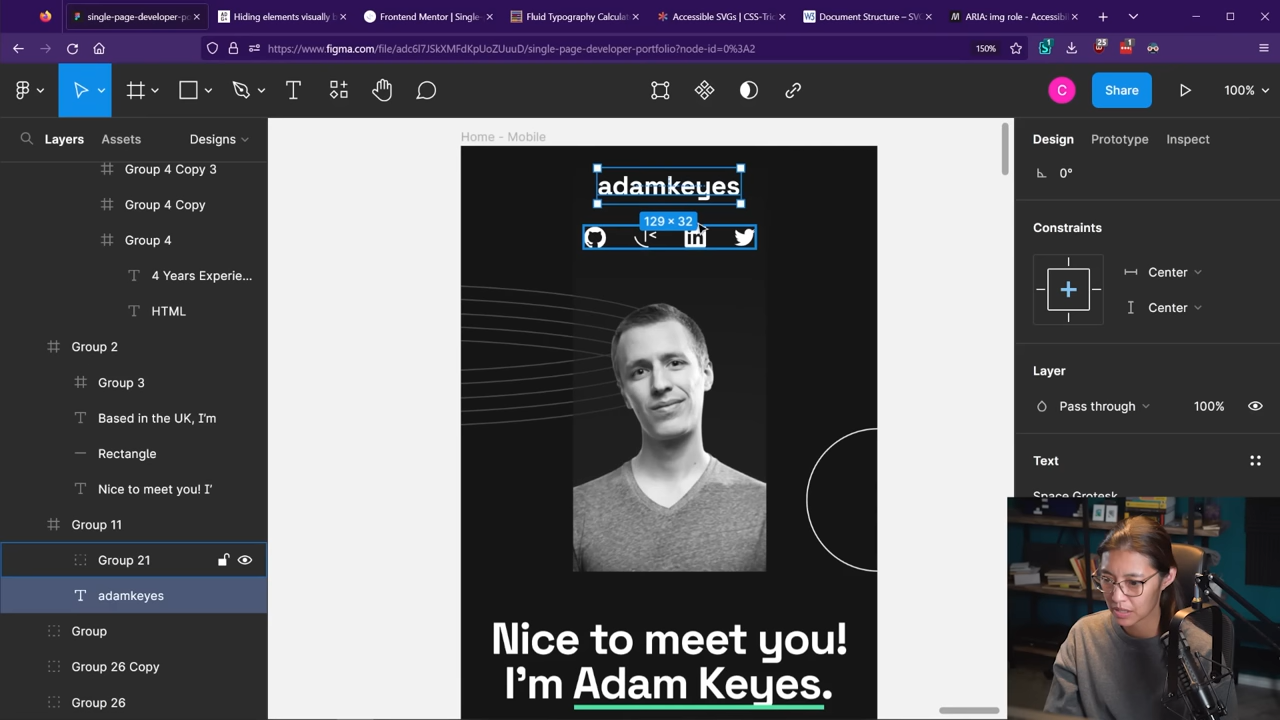 single-page-developer-po
Hiding elements visually b
Frontend Mentor | Single-
Fluid Typography Calculat
Accessible SVGs | CSS-Tric
Document Structure – SVG
ARIA: img role - Accessibil
https://www.figma.com/file/adc6I7JSkXMFdKpUoZUuuD/single-page-developer-portfolio?node-id=0%3A2
150%
25
C
Share
100%
Layers
Assets
Designs
Home - Mobile
Design
Prototype
Inspect
Group 4 Copy 3
0°
adamkeyes
Group 4 Copy
129 × 32
Constraints
Group 4
in
4 Years Experie...
Center
HTML
Center
Group 2
Layer
Group 3
Pass through
100%
Based in the UK, I'm
Rectangle
Text
Nice to meet you! I'
Space Grotesk
Group 11
Group 21
adamkeyes
Group
Nice to meet you!
Group 26 Copy
I'm Adam Keyes.
Group 26